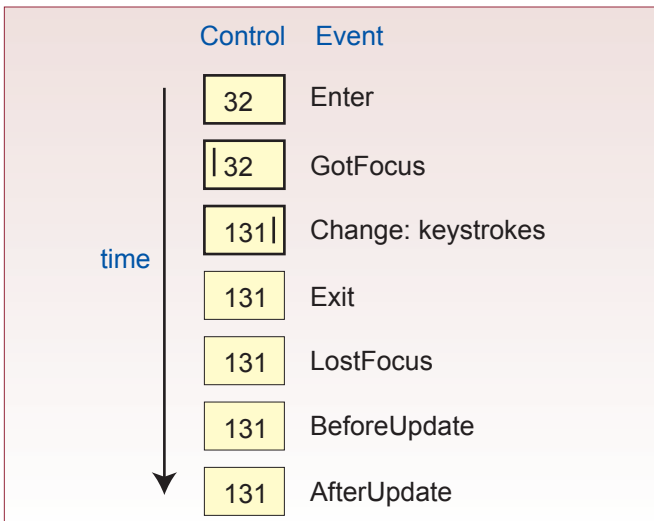 Control Event
32 Enter
32 GotFocus
131 Change: keystrokes
time
131 Exit
131 LostFocus
131 BeforeUpdate
131 AfterUpdate